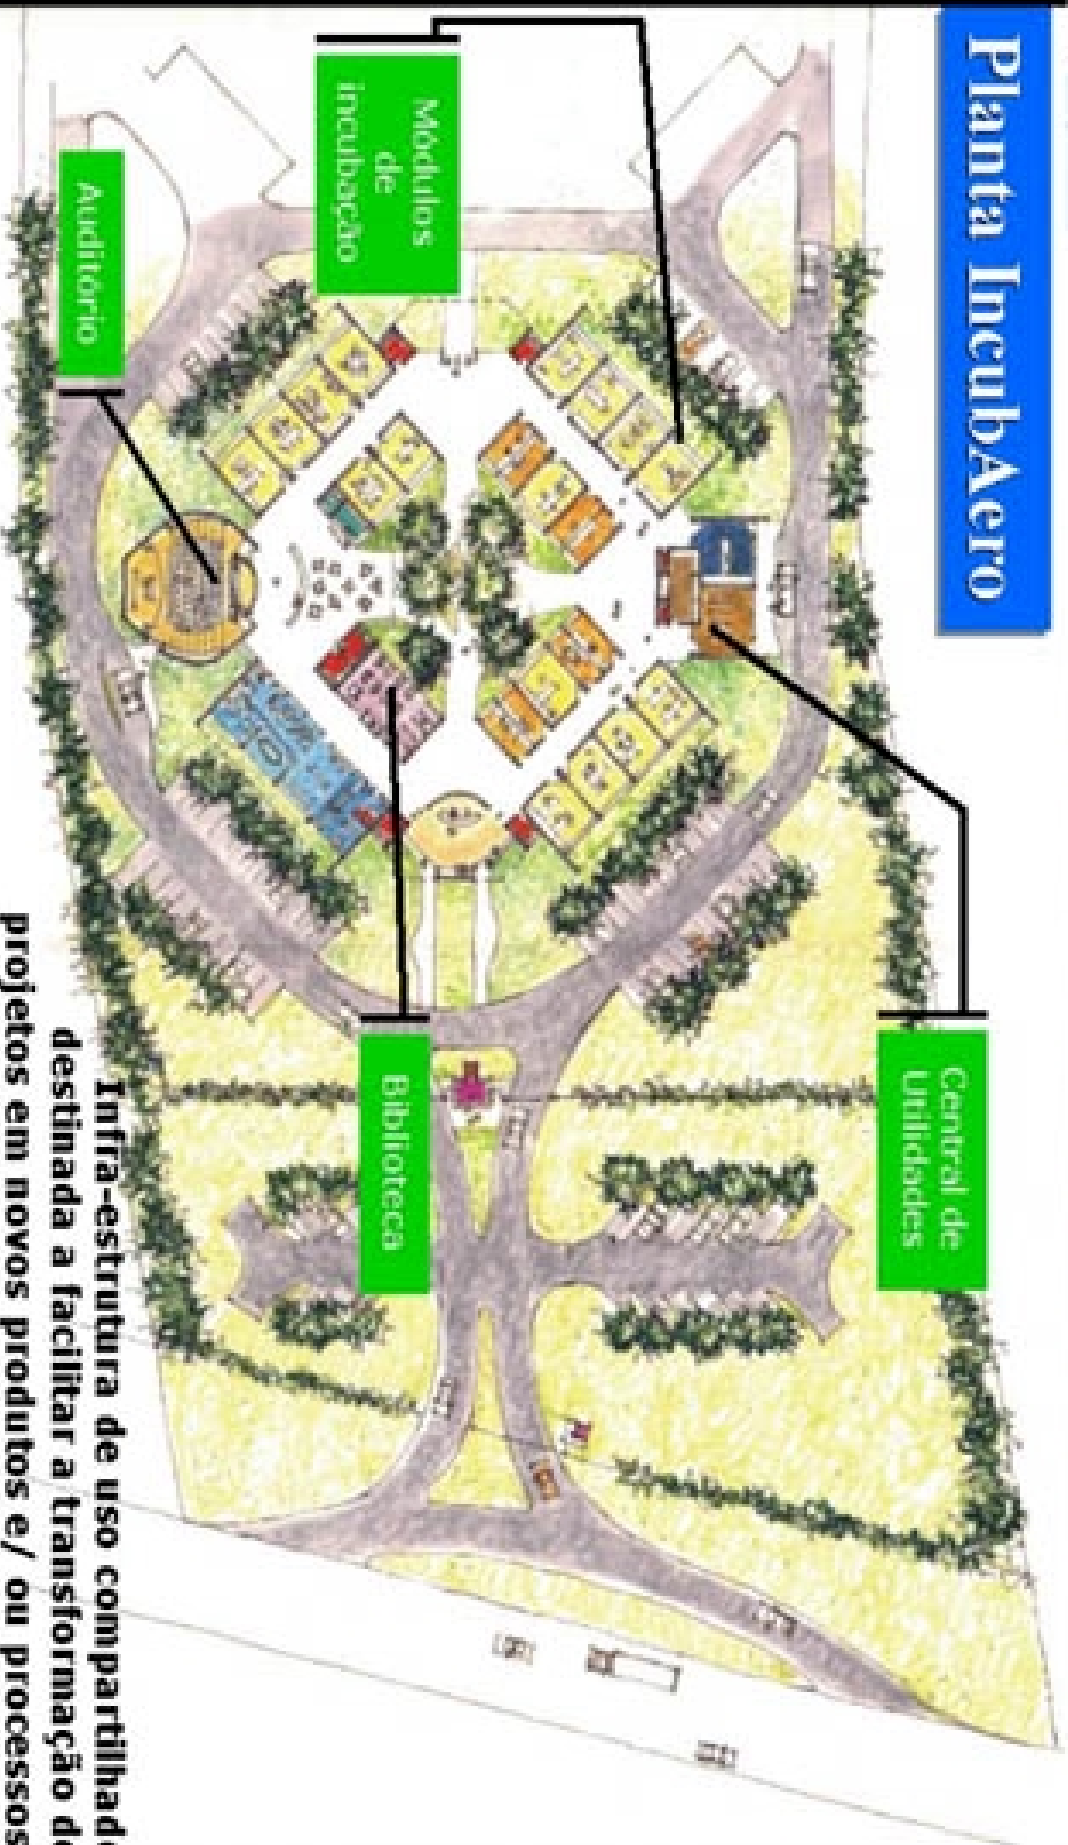 Planta IncubAero
Módulos
de
incubação
Auditório
Central de
Utilidades
Biblioteca
Infra-estrutura de uso compartilhado
destinada a facilitar a transformação de
projetos em novos produtos e/ ou processos